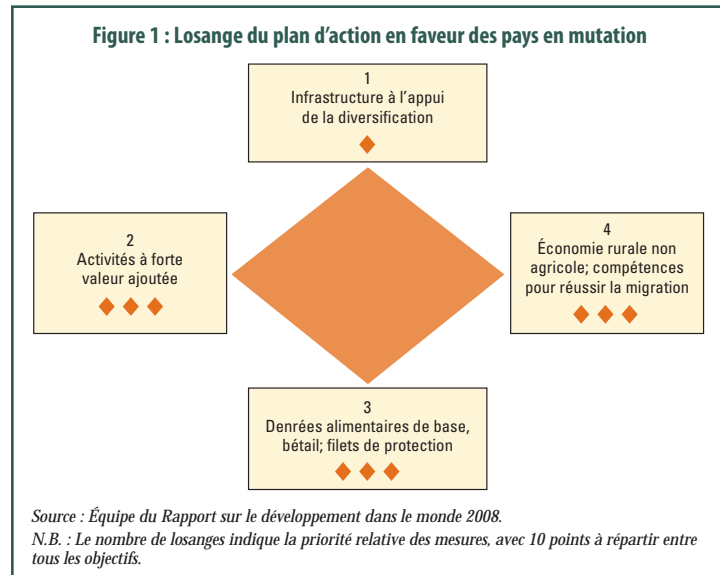 Figure 1 : Losange du plan d’action en faveur des pays en mutation
1
Infrastructure à l’appui
de la diversification
2
Activités à forte
valeur ajoutée
4
Économie rurale non
agricole; compétences
pour réussir la migration
3
Denrées alimentaires de base,
bétail; filets de protection
Source : Équipe du Rapport sur le développement dans le monde 2008.
N.B. : Le nombre de losanges indique la priorité relative des mesures, avec 10 points à répartir entre
tous les objectifs.